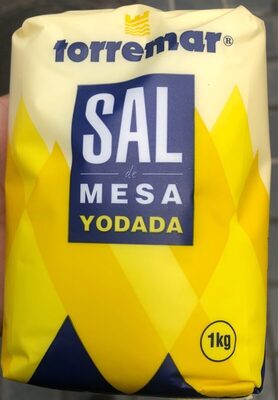 torremar®
SAL
de
MESA
YODADA
1kg